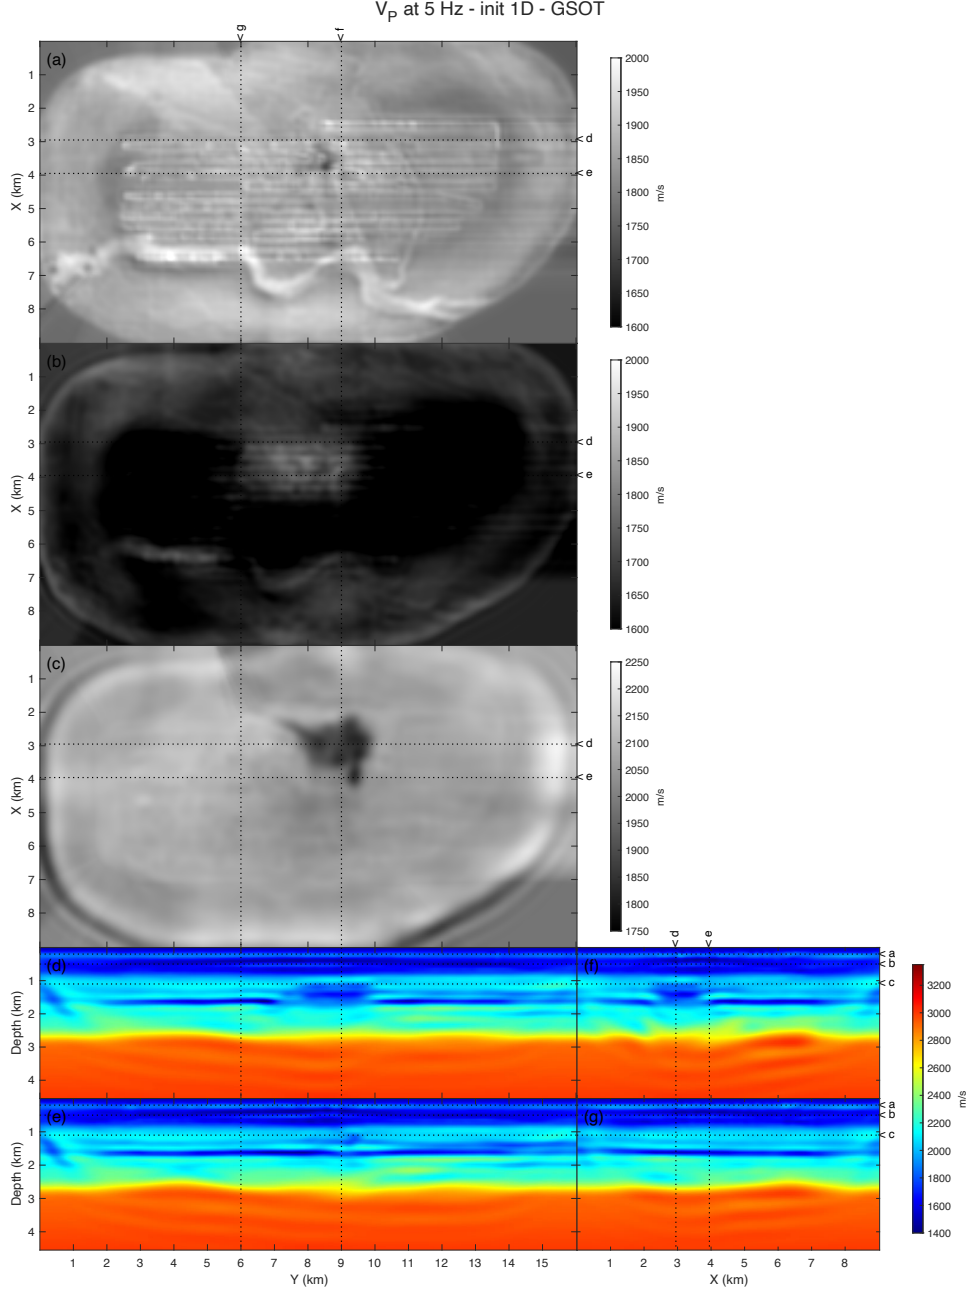 V_P at 5 Hz - init 1D - GSOT
< g
< f
(a)
1
2
3
4
5
6
7
8
X (km)
< d
< e
2000
1950
1900
1850
1800
1750
1700
1650
1600
m/s
(b)
1
2
3
4
5
6
7
8
X (km)
< d
< e
2000
1950
1900
1850
1800
1750
1700
1650
1600
m/s
(c)
1
2
3
4
5
6
7
8
X (km)
< d
< e
2250
2200
2150
2100
2050
2000
1950
1900
1850
1800
1750
m/s
< d
< e
(d)
1
2
3
4
Depth (km)
(f)
< a
< b
< c
(e)
1
2
3
4
Depth (km)
(g)
< a
< b
< c
3200
3000
2800
2600
2400
2200
2000
1800
1600
1400
m/s
1 2 3 4 5 6 7 8 9 10 11 12 13 14 15
Y (km)
1 2 3 4 5 6 7 8
X (km)